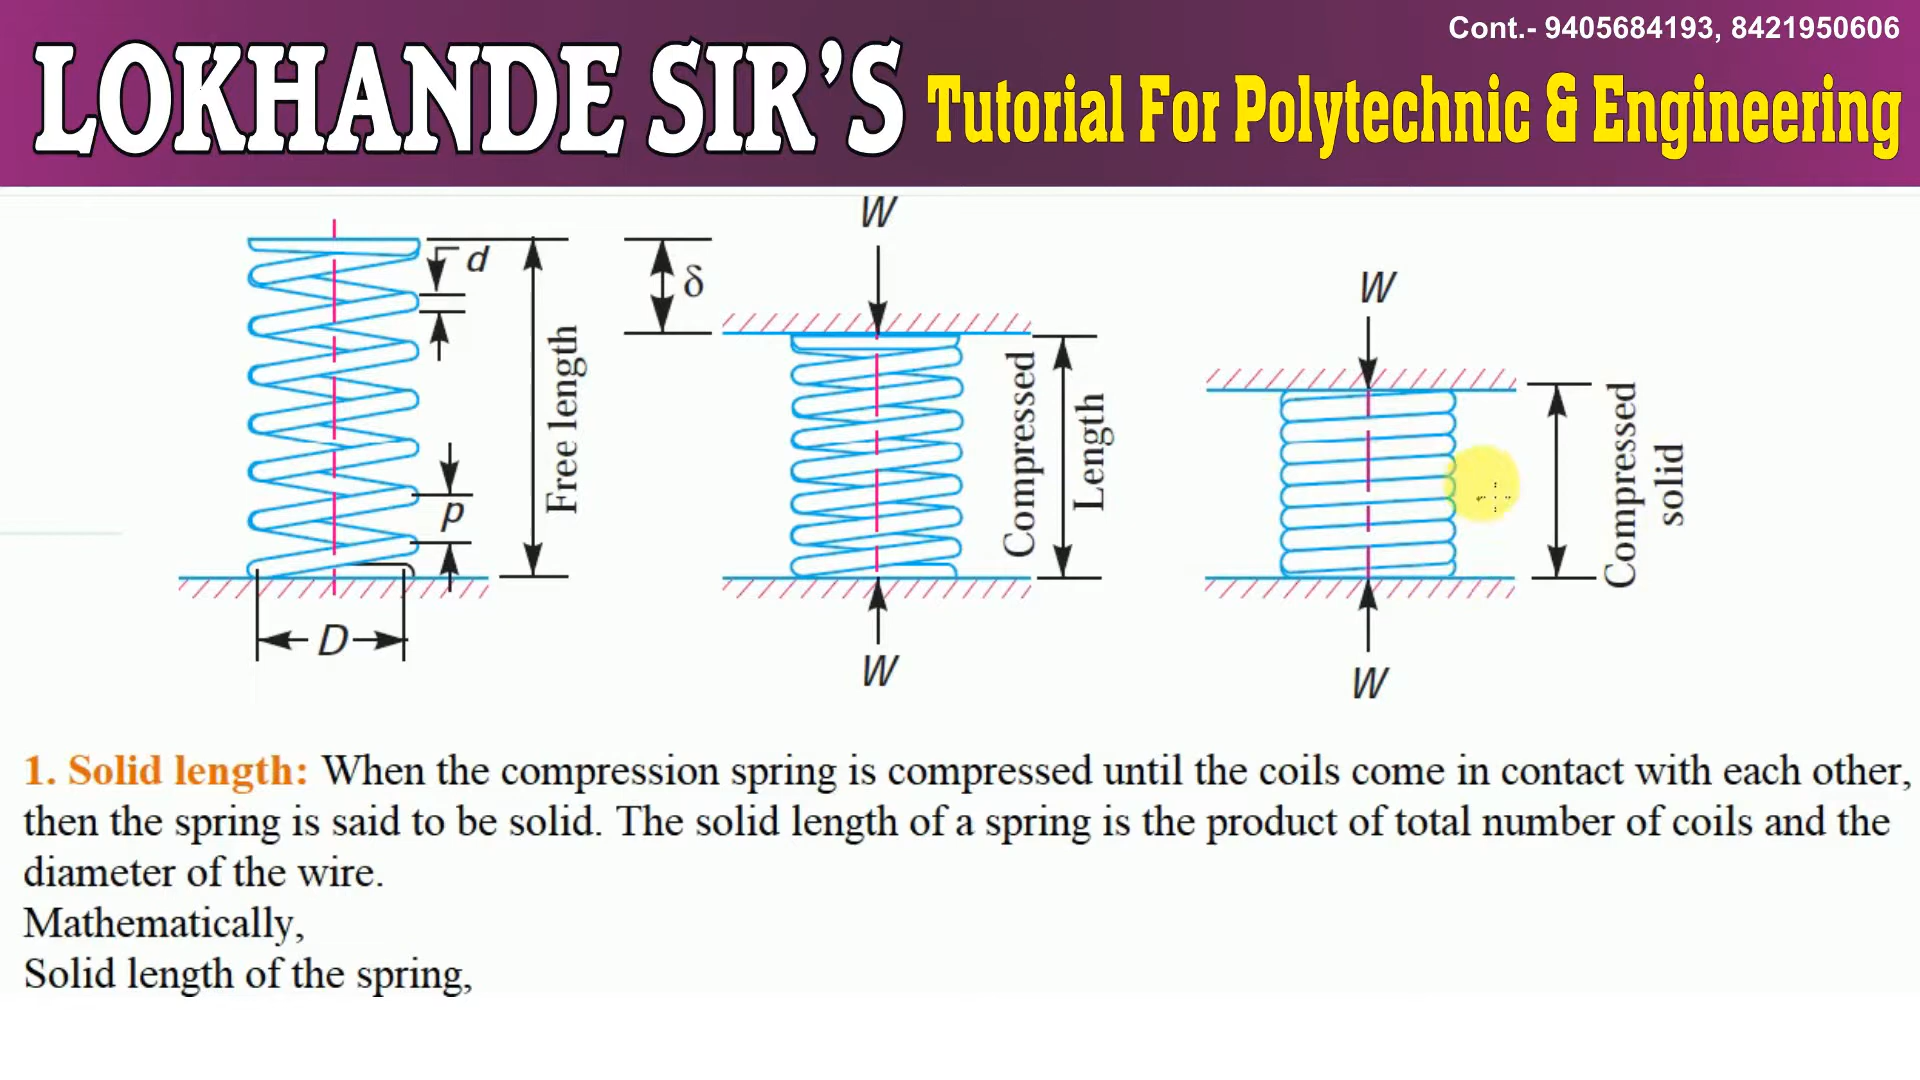 Cont.- 9405684193, 8421950606
LOKHANDE SIR'S Tutorial For Polytechnic & Engineering
W
d
δ
W
Free length
Compressed
Length
Compressed
solid
p
D
W
W
1. Solid length: When the compression spring is compressed until the coils come in contact with each other,
then the spring is said to be solid. The solid length of a spring is the product of total number of coils and the
diameter of the wire.
Mathematically,
Solid length of the spring,